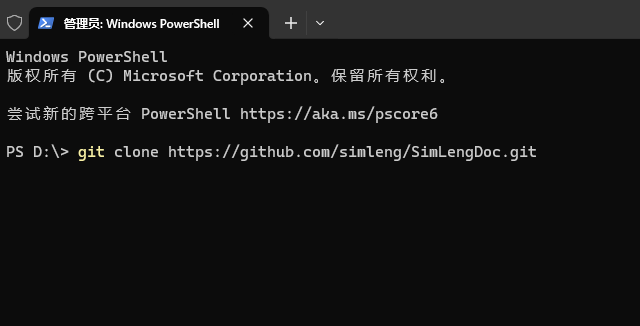 管理员: Windows PowerShell
Windows PowerShell
版权所有 (C) Microsoft Corporation。保留所有权利。
尝试新的跨平台 PowerShell https://aka.ms/pscore6
PS D:\> git clone https://github.com/simleng/SimLengDoc.git